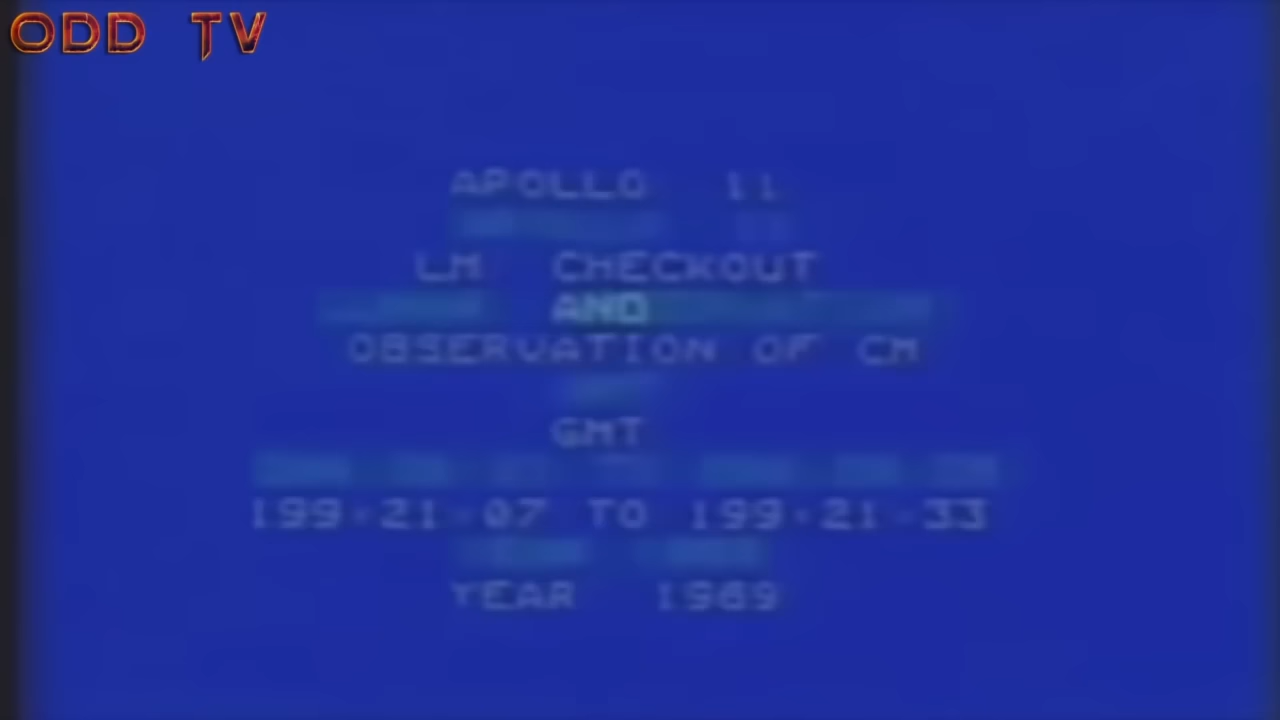 ODD TV
APOLLO 11
LM CHECKOUT
AND
OBSERVATION OF CM
GMT
199-21-07 TO 199-21-33
YEAR 1969